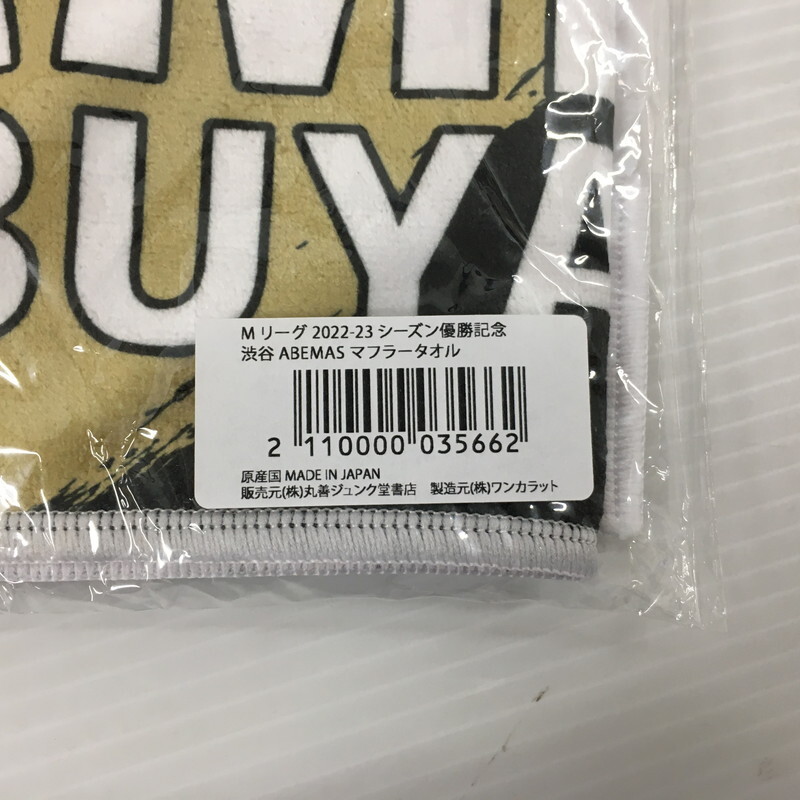 BUYA
M リーグ 2022-23 シーズン優勝記念
渋谷 ABEMAS マフラータオル
2 110000 035662
原産国 MADE IN JAPAN
販売元(株)丸善ジュンク堂書店 製造元(株)ワンカラット